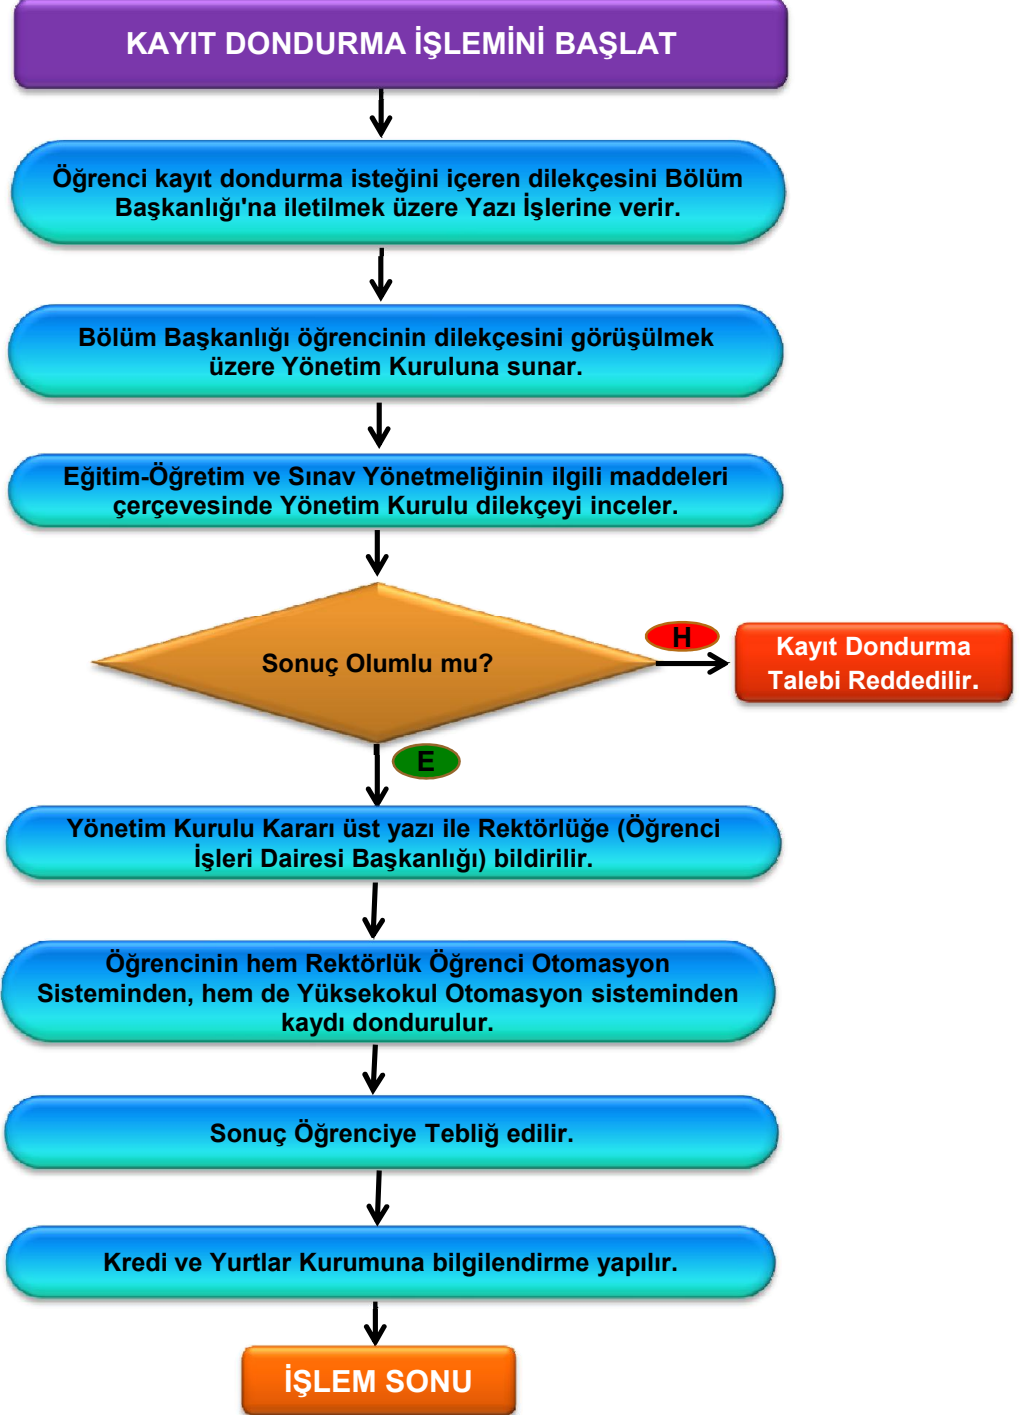 KAYIT DONDURMA İŞLEMİNİ BAŞLAT
Öğrenci kayıt dondurma isteğini içeren dilekçesini Bölüm
Başkanlığı'na iletilmek üzere Yazı İşlerine verir.
Bölüm Başkanlığı öğrencinin dilekçesini görüşülmek
üzere Yönetim Kuruluna sunar.
Eğitim-Öğretim ve Sınav Yönetmeliğinin ilgili maddeleri
çerçevesinde Yönetim Kurulu dilekçeyi inceler.
Sonuç Olumlu mu?
H
Kayıt Dondurma
Talebi Reddedilir.
E
Yönetim Kurulu Kararı üst yazı ile Rektörlüğe (Öğrenci
İşleri Dairesi Başkanlığı) bildirilir.
Öğrencinin hem Rektörlük Öğrenci Otomasyon
Sisteminden, hem de Yüksekokul Otomasyon sisteminden
kaydı dondurulur.
Sonuç Öğrenciye Tebliğ edilir.
Kredi ve Yurtlar Kurumuna bilgilendirme yapılır.
İŞLEM SONU